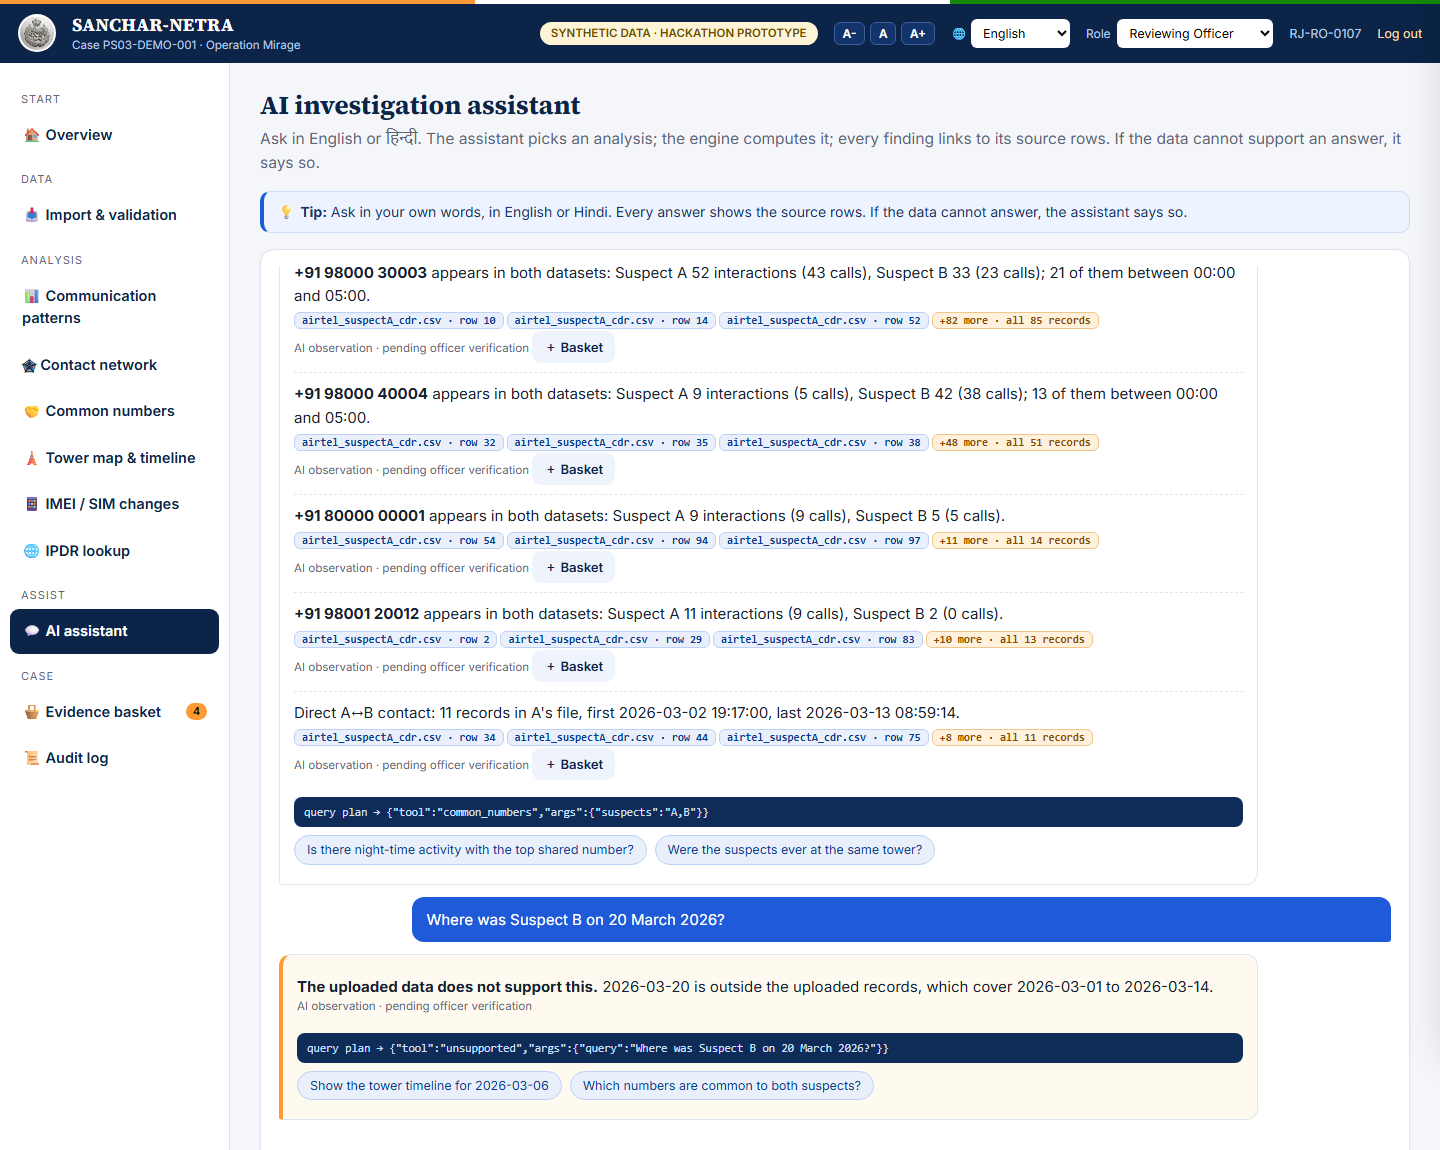 SANCHAR-NETRA
Case PS03-DEMO-001 · Operation Mirage
SYNTHETIC DATA · HACKATHON PROTOTYPE
A-
A
A+
English
Role
Reviewing Officer
RJ-RO-0107
Log out
START
Overview
DATA
Import & validation
ANALYSIS
Communication
patterns
Contact network
Common numbers
Tower map & timeline
IMEI / SIM changes
IPDR lookup
ASSIST
AI assistant
CASE
Evidence basket 4
Audit log
AI investigation assistant
Ask in English or हिन्दी. The assistant picks an analysis; the engine computes it; every finding links to its source rows. If the data cannot support an answer, it
says so.
Tip: Ask in your own words, in English or Hindi. Every answer shows the source rows. If the data cannot answer, the assistant says so.
+91 98000 30003 appears in both datasets: Suspect A 52 interactions (43 calls), Suspect B 33 (23 calls); 21 of them between 00:00
and 05:00.
airtel_suspectA_cdr.csv · row 10 airtel_suspectA_cdr.csv · row 14 airtel_suspectA_cdr.csv · row 52 +82 more · all 85 records
AI observation · pending officer verification + Basket
+91 98000 40004 appears in both datasets: Suspect A 9 interactions (5 calls), Suspect B 42 (38 calls); 13 of them between 00:00
and 05:00.
airtel_suspectA_cdr.csv · row 32 airtel_suspectA_cdr.csv · row 35 airtel_suspectA_cdr.csv · row 38 +48 more · all 51 records
AI observation · pending officer verification + Basket
+91 80000 00001 appears in both datasets: Suspect A 9 interactions (9 calls), Suspect B 5 (5 calls).
airtel_suspectA_cdr.csv · row 54 airtel_suspectA_cdr.csv · row 94 airtel_suspectA_cdr.csv · row 97 +11 more · all 14 records
AI observation · pending officer verification + Basket
+91 98001 20012 appears in both datasets: Suspect A 11 interactions (9 calls), Suspect B 2 (0 calls).
airtel_suspectA_cdr.csv · row 2 airtel_suspectA_cdr.csv · row 29 airtel_suspectA_cdr.csv · row 83 +10 more · all 13 records
AI observation · pending officer verification + Basket
Direct A↔B contact: 11 records in A's file, first 2026-03-02 19:17:00, last 2026-03-13 08:59:14.
airtel_suspectA_cdr.csv · row 34 airtel_suspectA_cdr.csv · row 44 airtel_suspectA_cdr.csv · row 75 +8 more · all 11 records
AI observation · pending officer verification + Basket
query plan → {"tool":"common_numbers","args":{"suspects":"A,B"}}
Is there night-time activity with the top shared number? Were the suspects ever at the same tower?
Where was Suspect B on 20 March 2026?
The uploaded data does not support this. 2026-03-20 is outside the uploaded records, which cover 2026-03-01 to 2026-03-14.
AI observation · pending officer verification
query plan → {"tool":"unsupported","args":{"query":"Where was Suspect B on 20 March 2026?"}}
Show the tower timeline for 2026-03-06 Which numbers are common to both suspects?